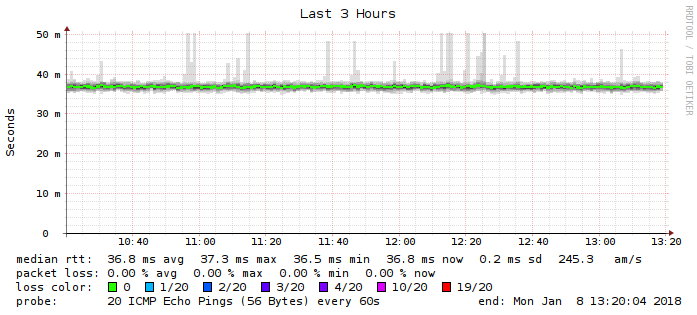 Last 3 Hours
RRDTOOL / TOBI OETIKER
Seconds
50 m
40 m
30 m
20 m
10 m
0
10:40 11:00 11:20 11:40 12:00 12:20 12:40 13:00 13:20
median rtt: 36.8 ms avg 37.3 ms max 36.5 ms min 36.8 ms now 0.2 ms sd 245.3 am/s
packet loss: 0.00 % avg 0.00 % max 0.00 % min 0.00 % now
loss color: 0 1/20 2/20 3/20 4/20 10/20 19/20
probe: 20 ICMP Echo Pings (56 Bytes) every 60s end: Mon Jan 8 13:20:04 2018